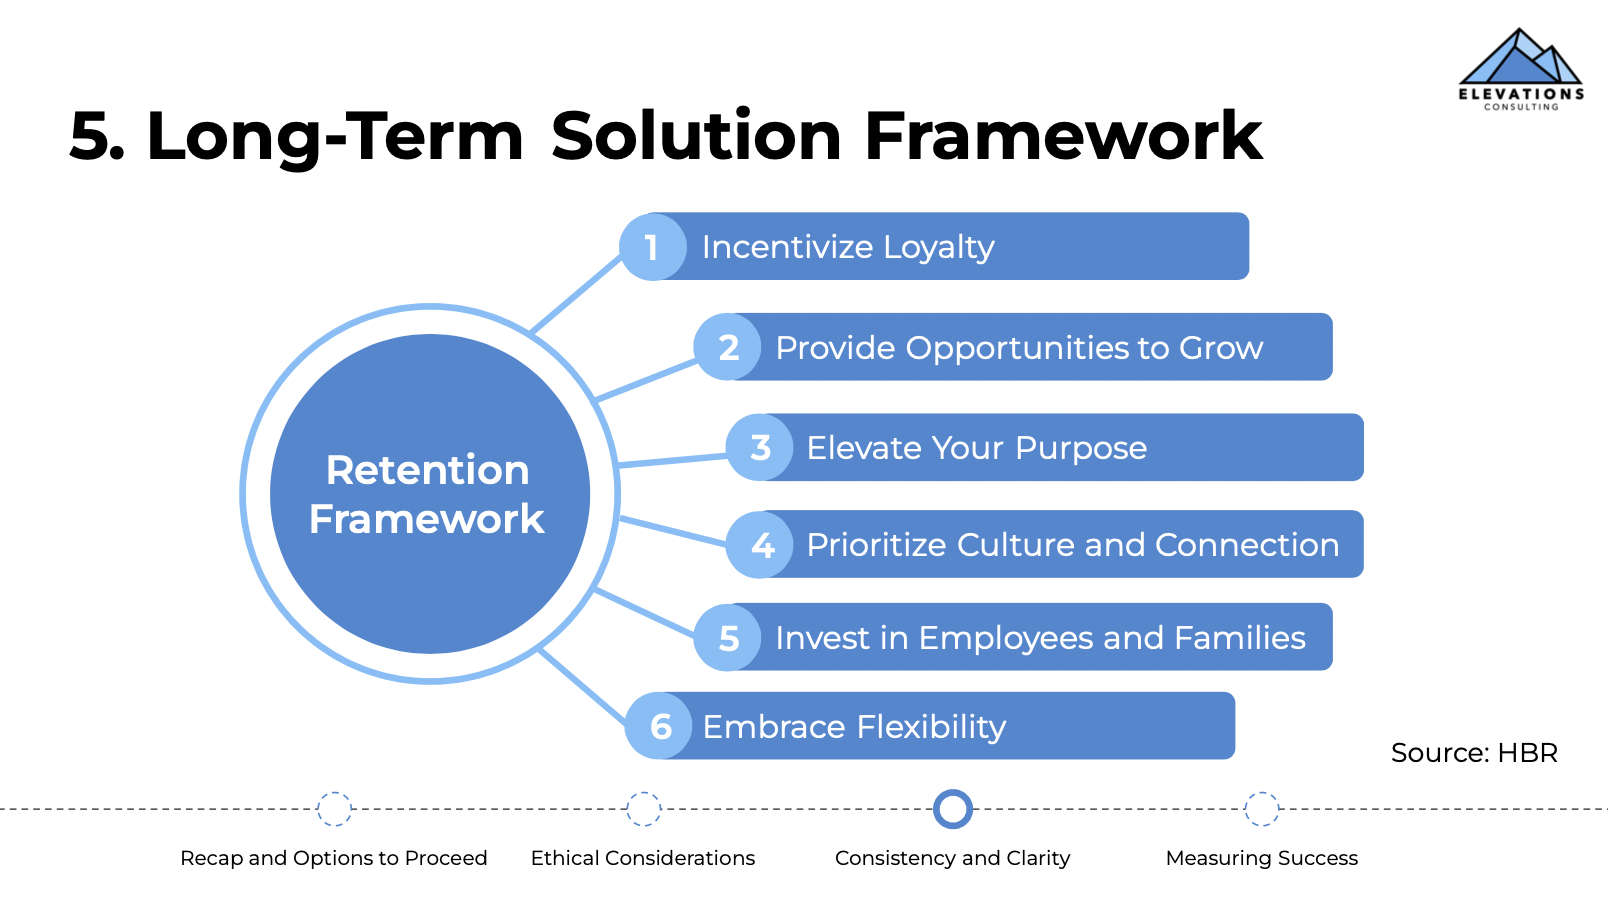 ELEVATIONS
CONSULTING
5. Long-Term Solution Framework
Retention
Framework
1 Incentivize Loyalty
2 Provide Opportunities to Grow
3 Elevate Your Purpose
4 Prioritize Culture and Connection
5 Invest in Employees and Families
6 Embrace Flexibility
Source: HBR
Recap and Options to Proceed
Ethical Considerations
Consistency and Clarity
Measuring Success